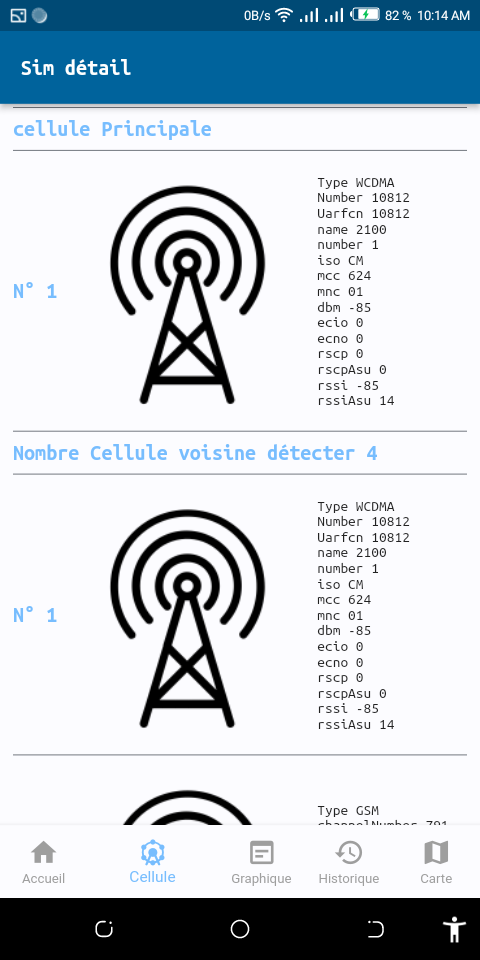 0B/s 82 % 10:14 AM
Sim détail
cellule Principale
N° 1
Type WCDMA
Number 10812
Uarfcn 10812
name 2100
number 1
iso CM
mcc 624
mnc 01
dbm -85
ecio 0
ecno 0
rscp 0
rscpAsu 0
rssi -85
rssiAsu 14
Nombre Cellule voisine détecter 4
N° 1
Type WCDMA
Number 10812
Uarfcn 10812
name 2100
number 1
iso CM
mcc 624
mnc 01
dbm -85
ecio 0
ecno 0
rscp 0
rscpAsu 0
rssi -85
rssiAsu 14
Type GSM
channelNumber 791
Accueil
Cellule
Graphique
Historique
Carte